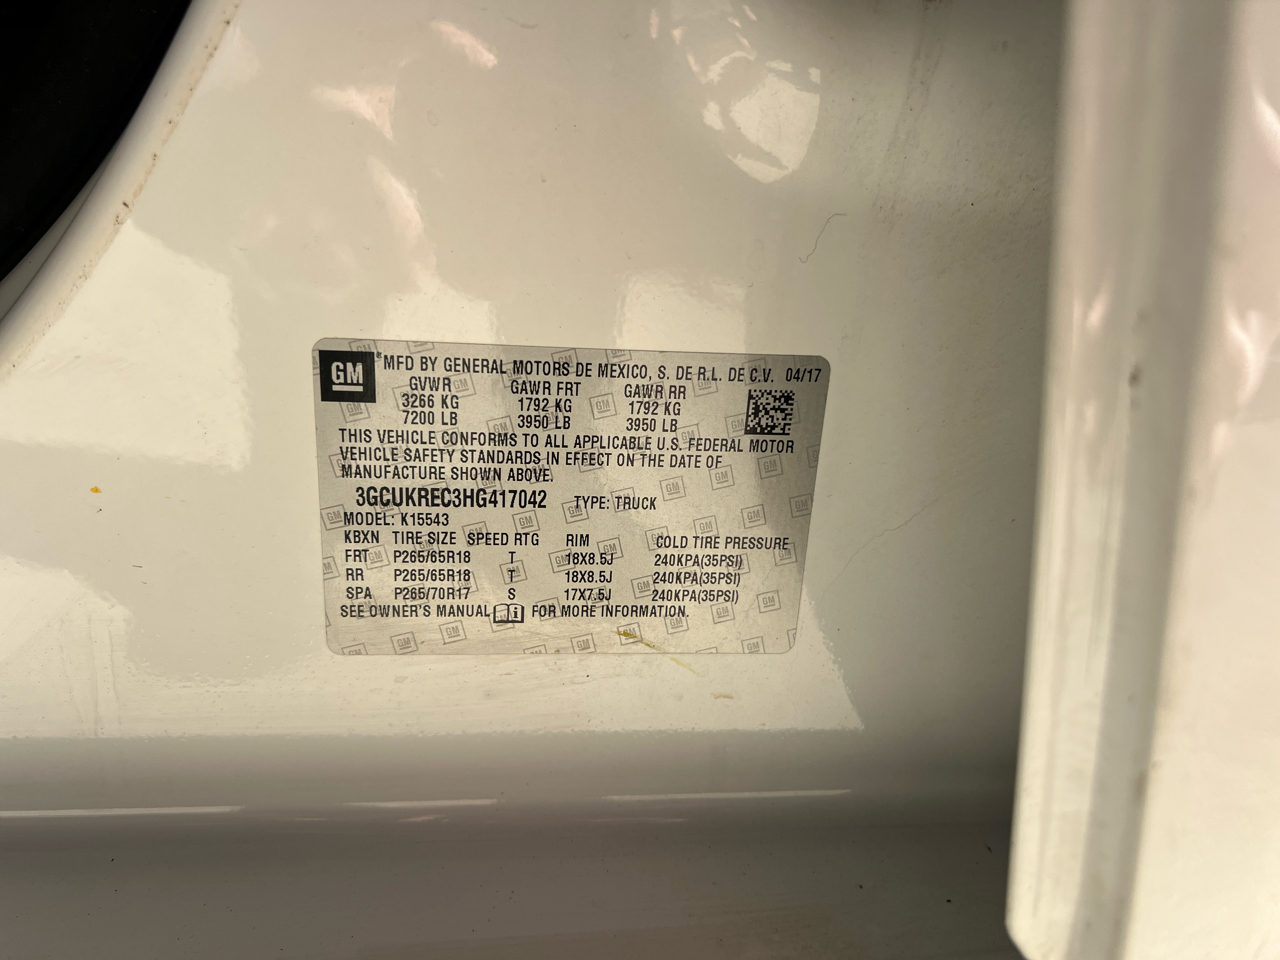 GM MFD BY GENERAL MOTORS DE MEXICO, S. DE R.L. DE C.V. 04/17
GVWR GAWR FRT GAWR RR
3266 KG 1792 KG 1792 KG
7200 LB 3950 LB 3950 LB
THIS VEHICLE CONFORMS TO ALL APPLICABLE U.S. FEDERAL MOTOR
VEHICLE SAFETY STANDARDS IN EFFECT ON THE DATE OF
MANUFACTURE SHOWN ABOVE.
3GCUKREC3HG417042 TYPE: TRUCK
MODEL: K15543
KBXN TIRE SIZE SPEED RTG RIM COLD TIRE PRESSURE
FRT P265/65R18 T 18X8.5J 240KPA(35PSI)
RR P265/65R18 T 18X8.5J 240KPA(35PSI)
SPA P265/70R17 S 17X7.5J 240KPA(35PSI)
SEE OWNER'S MANUAL i FOR MORE INFORMATION.